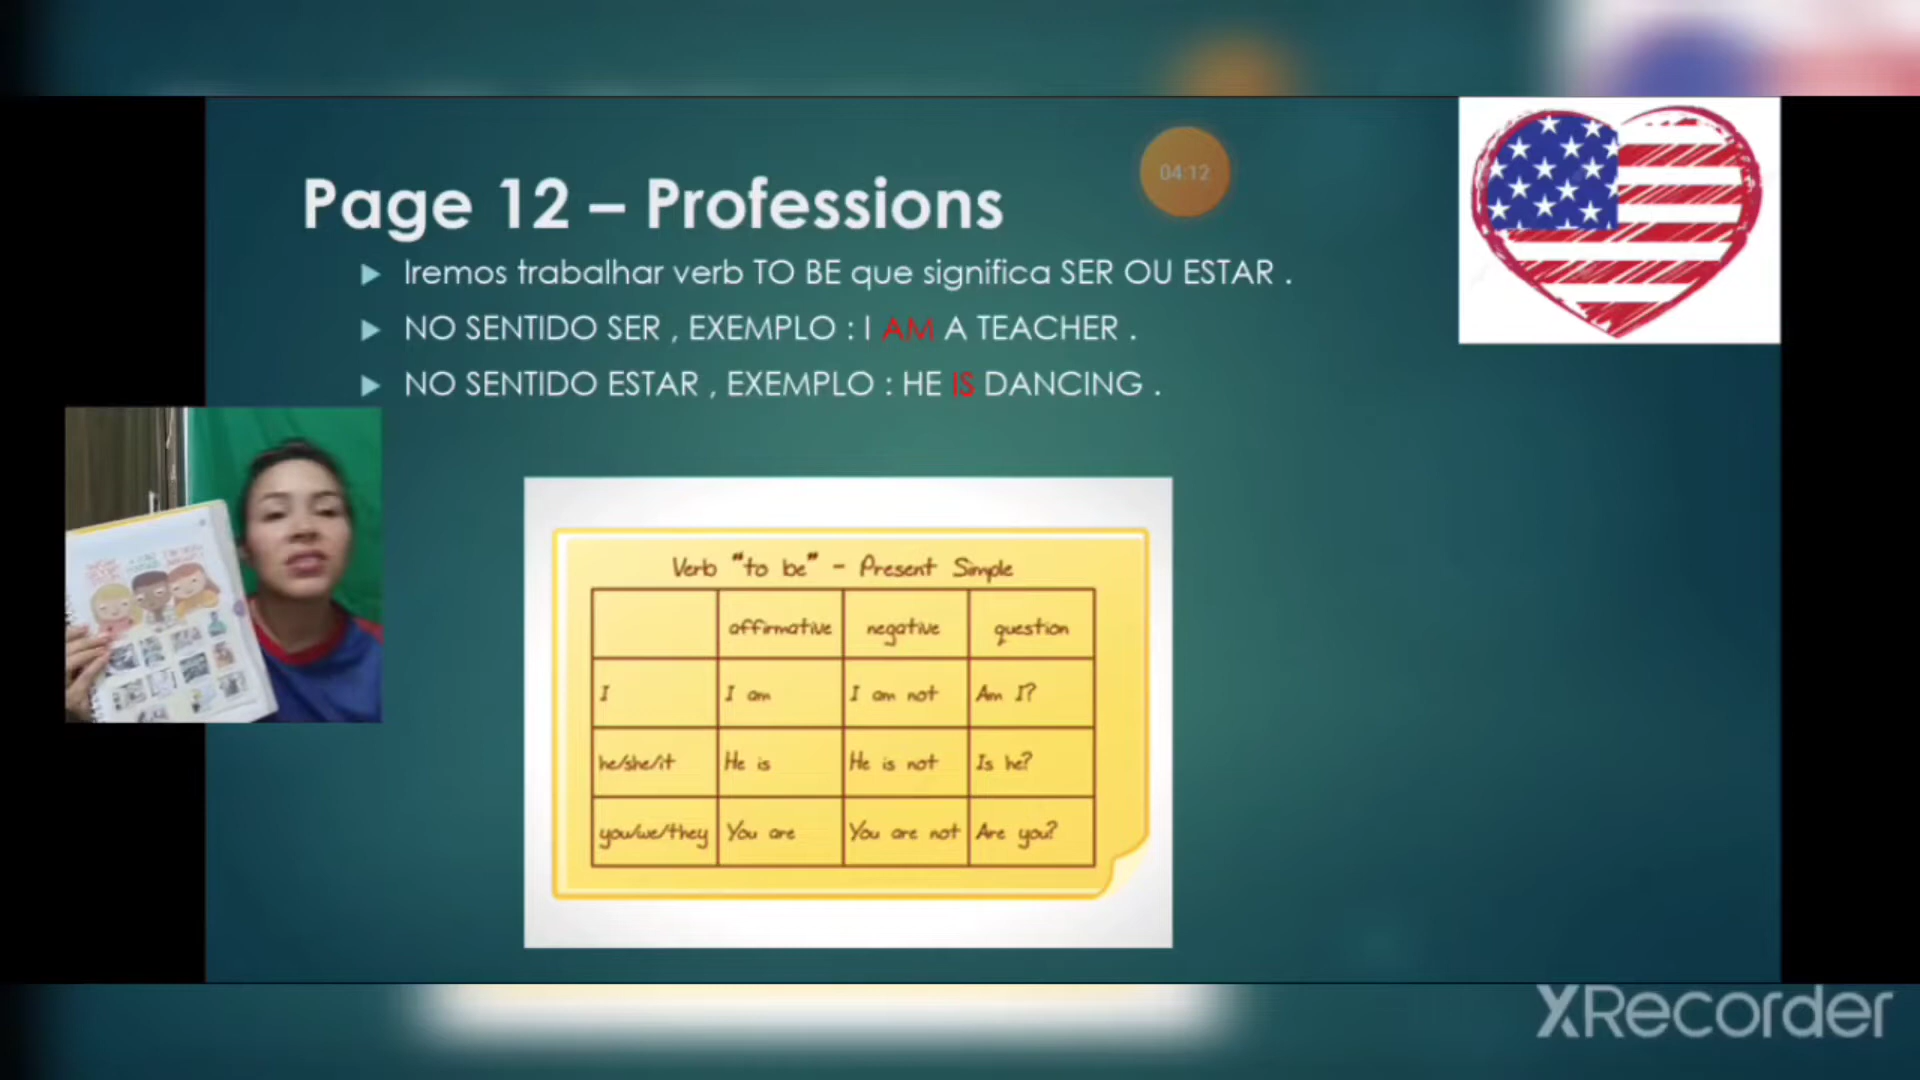 Page 12 – Professions
04:12
Iremos trabalhar verb TO BE que significa SER OU ESTAR .
NO SENTIDO SER , EXEMPLO : I AM A TEACHER .
NO SENTIDO ESTAR , EXEMPLO : HE IS DANCING .
Verb "to be" - Present Simple
affirmative negative question
I I am I am not Am I?
he/she/it He is He is not Is he?
you/we/they You are You are not Are you?
XRecorder